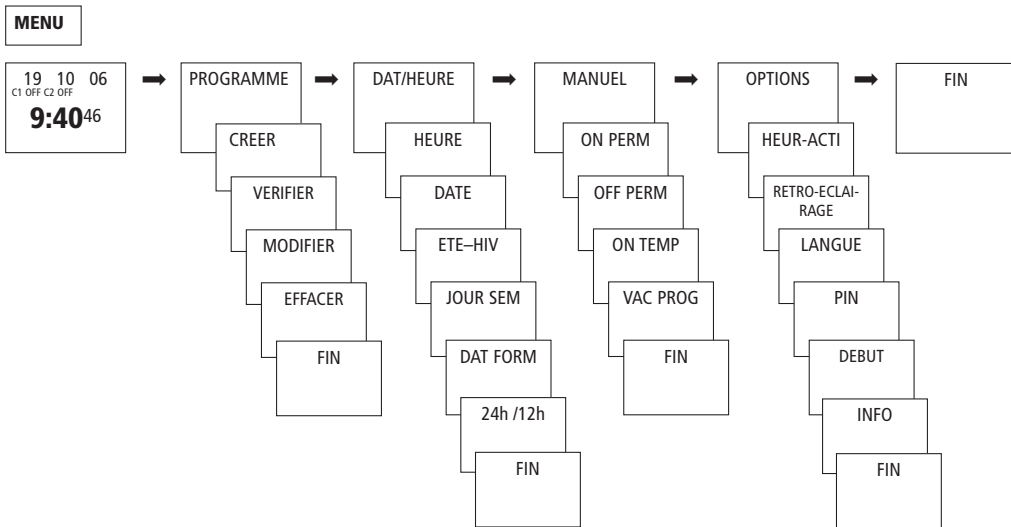 MENU
19 10 06
C1 OFF C2 OFF
9:40 46
PROGRAMME
CREER
VERIFIER
MODIFIER
EFFACER
FIN
DAT/HEURE
HEURE
DATE
ETE–HIV
JOUR SEM
DAT FORM
24h /12h
FIN
MANUEL
ON PERM
OFF PERM
ON TEMP
VAC PROG
FIN
OPTIONS
HEUR-ACTI
RETRO-ECLAI-
RAGE
LANGUE
PIN
DEBUT
INFO
FIN
FIN